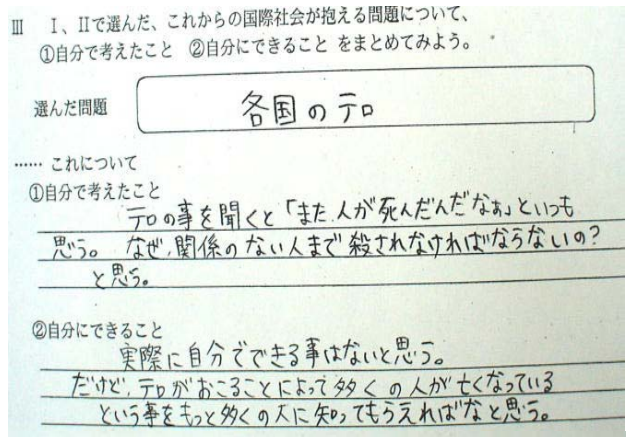 Ⅲ Ⅰ、Ⅱで選んだ、これからの国際社会が抱える問題について、
①自分で考えたこと ②自分にできること をまとめてみよう。
選んだ問題 各国のテロ
…… これについて
①自分で考えたこと
テロの事を聞くと「また人が死んだんだなぁ」といつも
思う。なぜ、関係のない人まで殺されなければならないの?
と思う。
②自分にできること
実際に自分でできる事はないと思う。
だけど、テロがおこることによって多くの人が亡くなっている
という事をもっと多くの人に知ってもらえればなと思う。